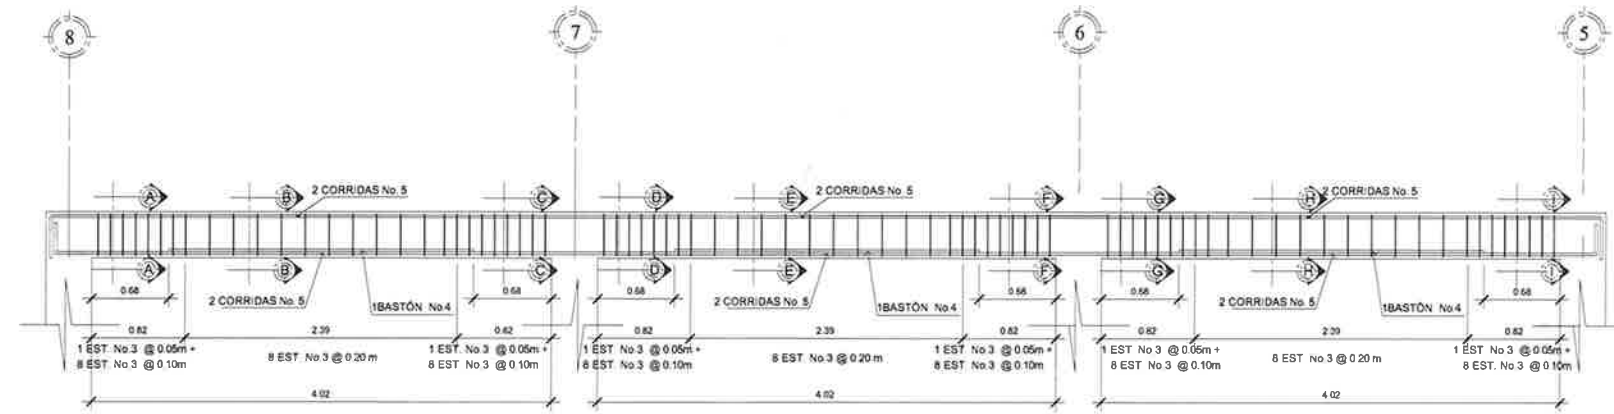 8 7 6 5
2 CORRIDAS No. 5 2 CORRIDAS No. 5 2 CORRIDAS No. 5
A B C D E F G H I
A B C D E F G H I
0.68 0.68 0.68 0.68 0.68 0.68
2 CORRIDAS No. 5 1BASTÓN No.4 2 CORRIDAS No. 5 1BASTÓN No.4 2 CORRIDAS No. 5 1BASTÓN No.4
0.82 2.39 0.82 0.82 2.39 0.82 0.82 2.39 0.82
1 EST. No.3 @ 0.05m + 1 EST. No.3 @ 0.05m + 1 EST No.3 @ 0.05m + 1 EST. No.3 @ 0.05m + 1 EST No.3 @ 0.05m + 1 EST. No.3 @ 0.05m +
8 EST No 3 @ 0.20 m 8 EST No 3 @ 0.20 m 8 EST No 3 @ 0 20 m
8 EST. No.3 @ 0.10m 8 EST. No.3 @ 0.10m 8 EST. No.3 @ 0.10m 8 EST No.3 @ 0.10m 8 EST No.3 @ 0.10m 8 EST. No.3 @ 0.10m
4.02 4.02 4.02